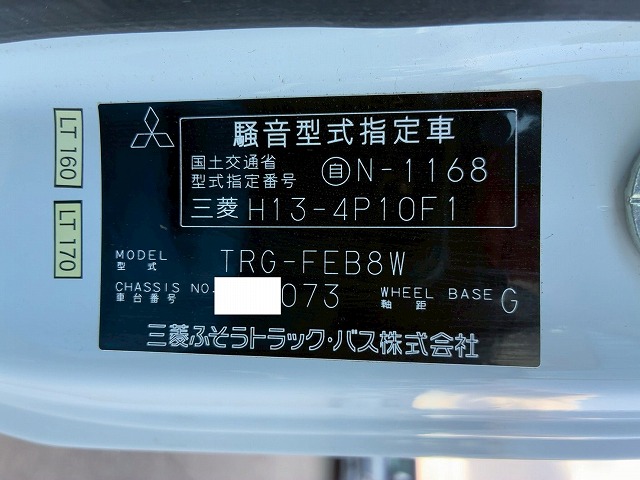 LT 160
LT 170
騒音型式指定車
国土交通省
型式指定番号 自N-1168
三菱 H13-4P10F1
MODEL
型式 TRG-FEB8W
CHASSIS NO.
車台番号 073
WHEEL BASE
軸距 G
三菱ふそうトラック・バス株式会社